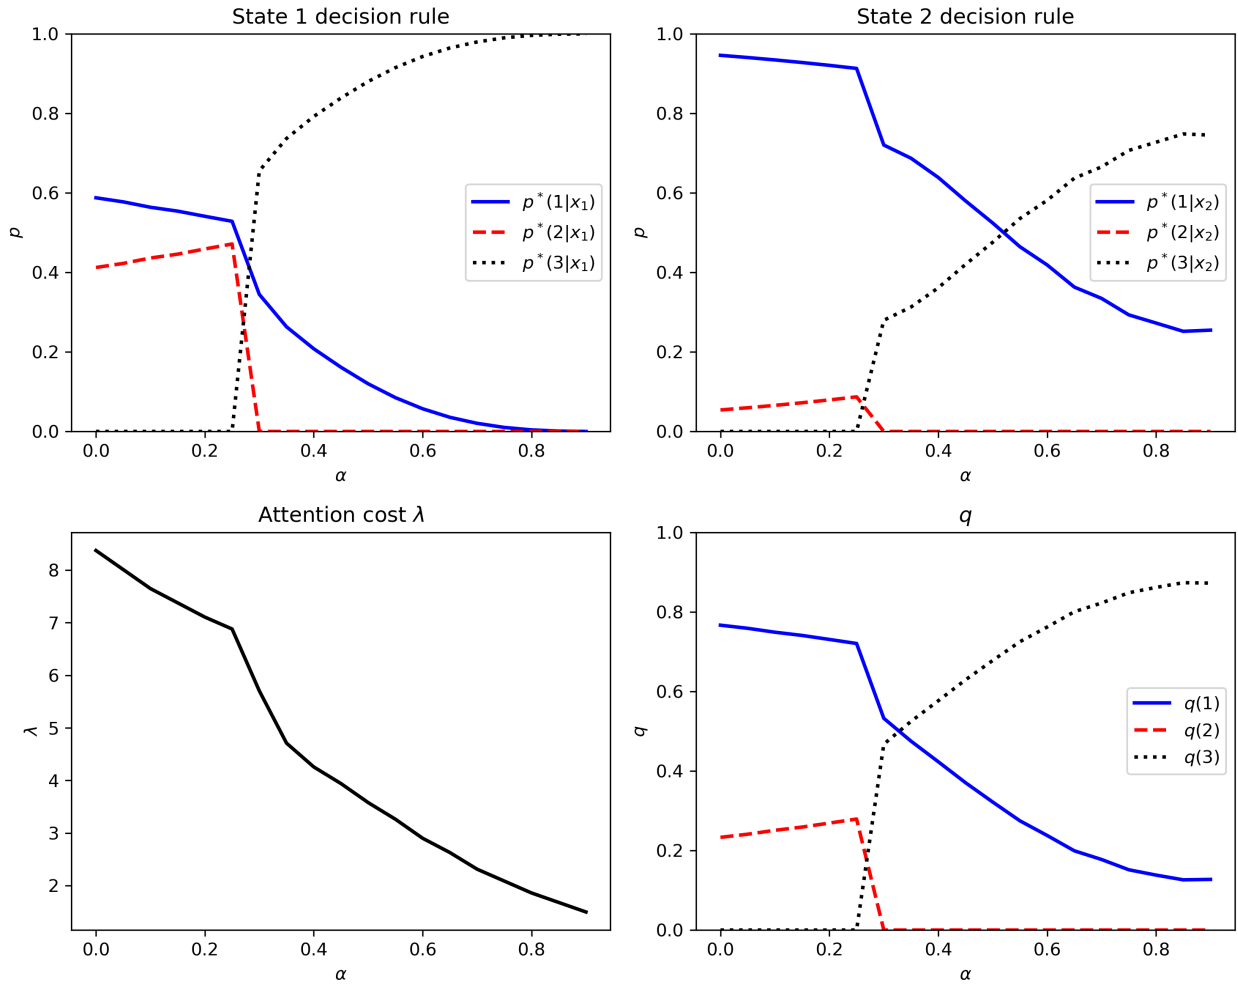 State 1 decision rule
1.0
0.8
0.6
0.4
0.2
0.0
p
0.0 0.2 0.4 0.6 0.8
α
p*(1|x₁)
p*(2|x₁)
p*(3|x₁)
State 2 decision rule
1.0
0.8
0.6
0.4
0.2
0.0
p
0.0 0.2 0.4 0.6 0.8
α
p*(1|x₂)
p*(2|x₂)
p*(3|x₂)
Attention cost λ
8
7
6
5
4
3
2
λ
0.0 0.2 0.4 0.6 0.8
α
q
1.0
0.8
0.6
0.4
0.2
0.0
q
0.0 0.2 0.4 0.6 0.8
α
q(1)
q(2)
q(3)